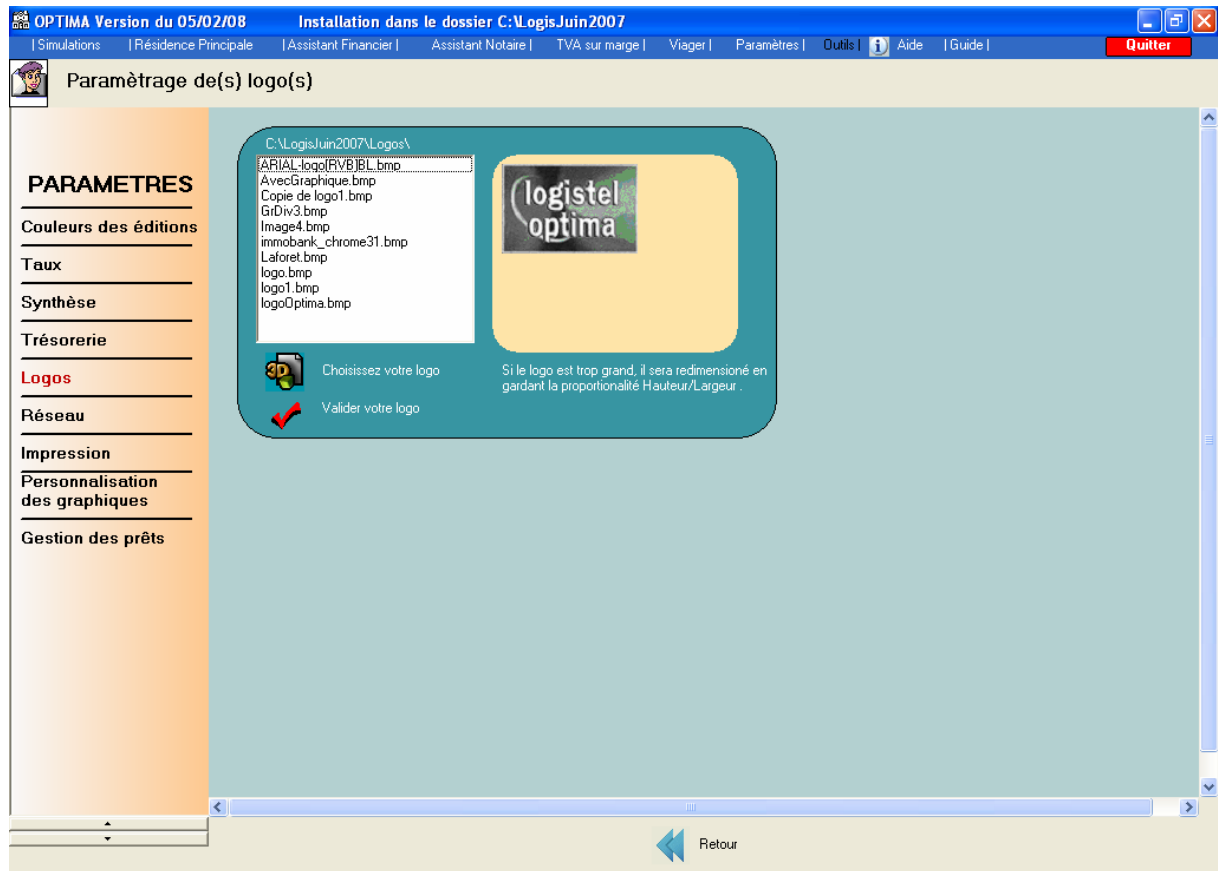 OPTIMA Version du 05/02/08 Installation dans le dossier C:\LogisJuin2007
| Simulations | Résidence Principale | Assistant Financier | Assistant Notaire | TVA sur marge | Viager | Paramètres | Outils | Aide | Guide | Quitter
Paramètrage de(s) logo(s)
PARAMETRES
Couleurs des éditions
Taux
Synthèse
Trésorerie
Logos
Réseau
Impression
Personnalisation
des graphiques
Gestion des prêts
C:\LogisJuin2007\Logos\
ARIAL-logo[RVB]BL.bmp
AvecGraphique.bmp
Copie de logo1.bmp
GrDiv3.bmp
Image4.bmp
immobank_chrome31.bmp
Laforet.bmp
logo.bmp
logo1.bmp
logoOptima.bmp
logistel
optima
Choisissez votre logo
Valider votre logo
Si le logo est trop grand, il sera redimensioné en
gardant la proportionalité Hauteur/Largeur .
Retour